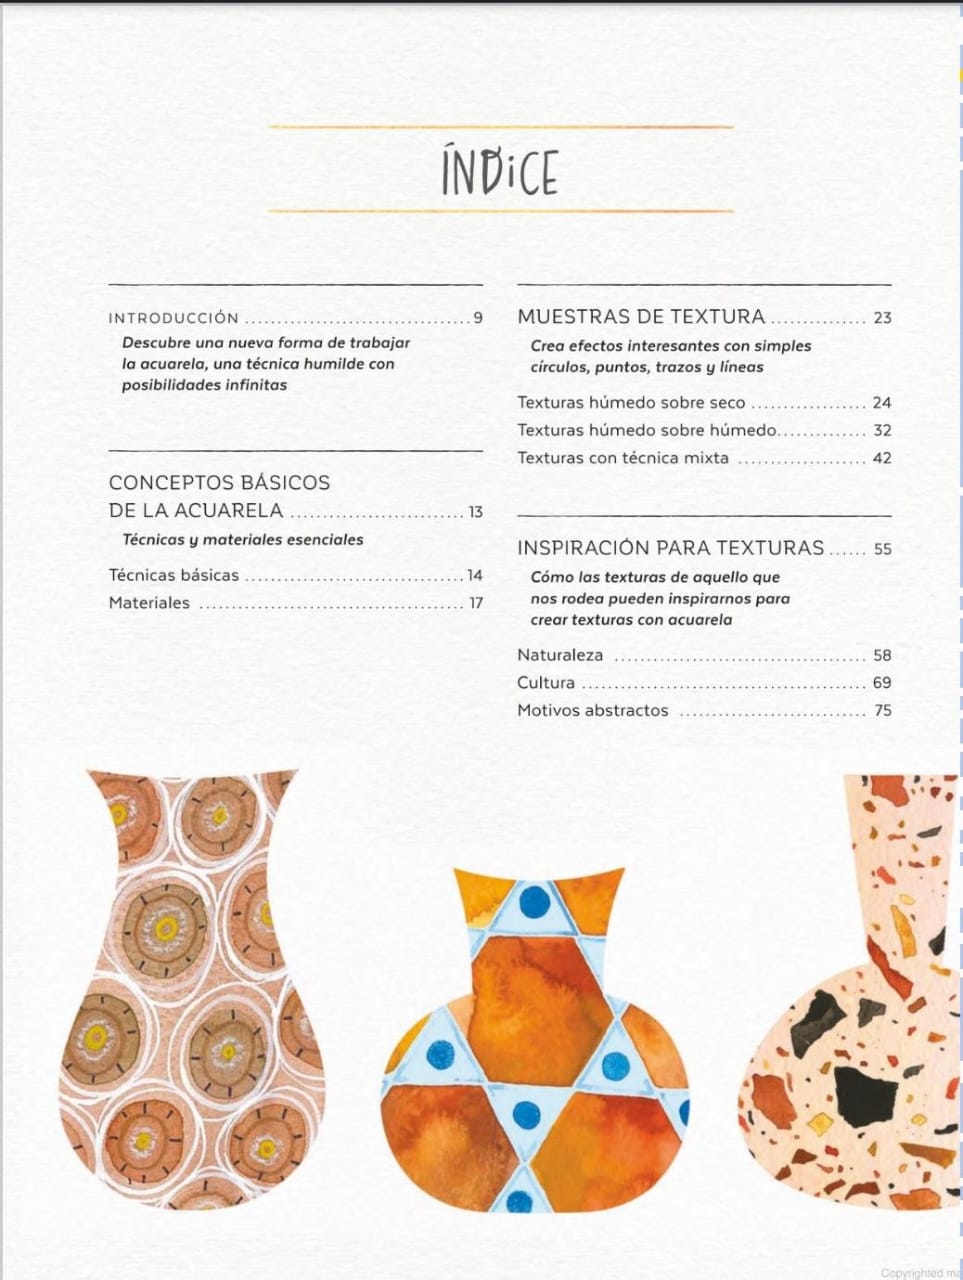 ÍNDiCE
INTRODUCCIÓN ................................... 9
Descubre una nueva forma de trabajar
la acuarela, una técnica humilde con
posibilidades infinitas
CONCEPTOS BÁSICOS
DE LA ACUARELA ........................... 13
Técnicas y materiales esenciales
Técnicas básicas .................................. 14
Materiales ......................................... 17
MUESTRAS DE TEXTURA ............... 23
Crea efectos interesantes con simples
círculos, puntos, trazos y líneas
Texturas húmedo sobre seco .................. 24
Texturas húmedo sobre húmedo.............. 32
Texturas con técnica mixta .................... 42
INSPIRACIÓN PARA TEXTURAS ...... 55
Cómo las texturas de aquello que
nos rodea pueden inspirarnos para
crear texturas con acuarela
Naturaleza ....................................... 58
Cultura ............................................ 69
Motivos abstractos ............................. 75
Copyrighted